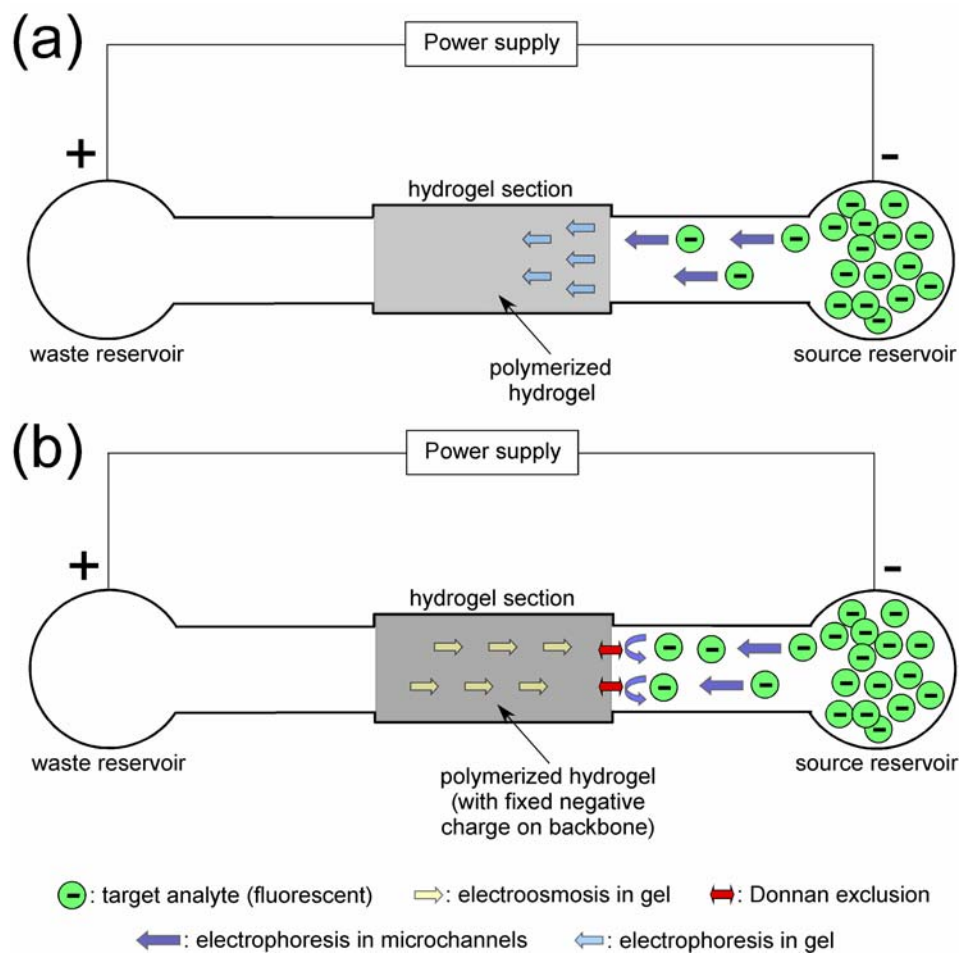 (a)
Power supply
+
-
hydrogel section
waste reservoir
source reservoir
polymerized
hydrogel
(b)
Power supply
+
-
hydrogel section
waste reservoir
source reservoir
polymerized hydrogel
(with fixed negative
charge on backbone)
: target analyte (fluorescent)
: electroosmosis in gel
: Donnan exclusion
: electrophoresis in microchannels
: electrophoresis in gel